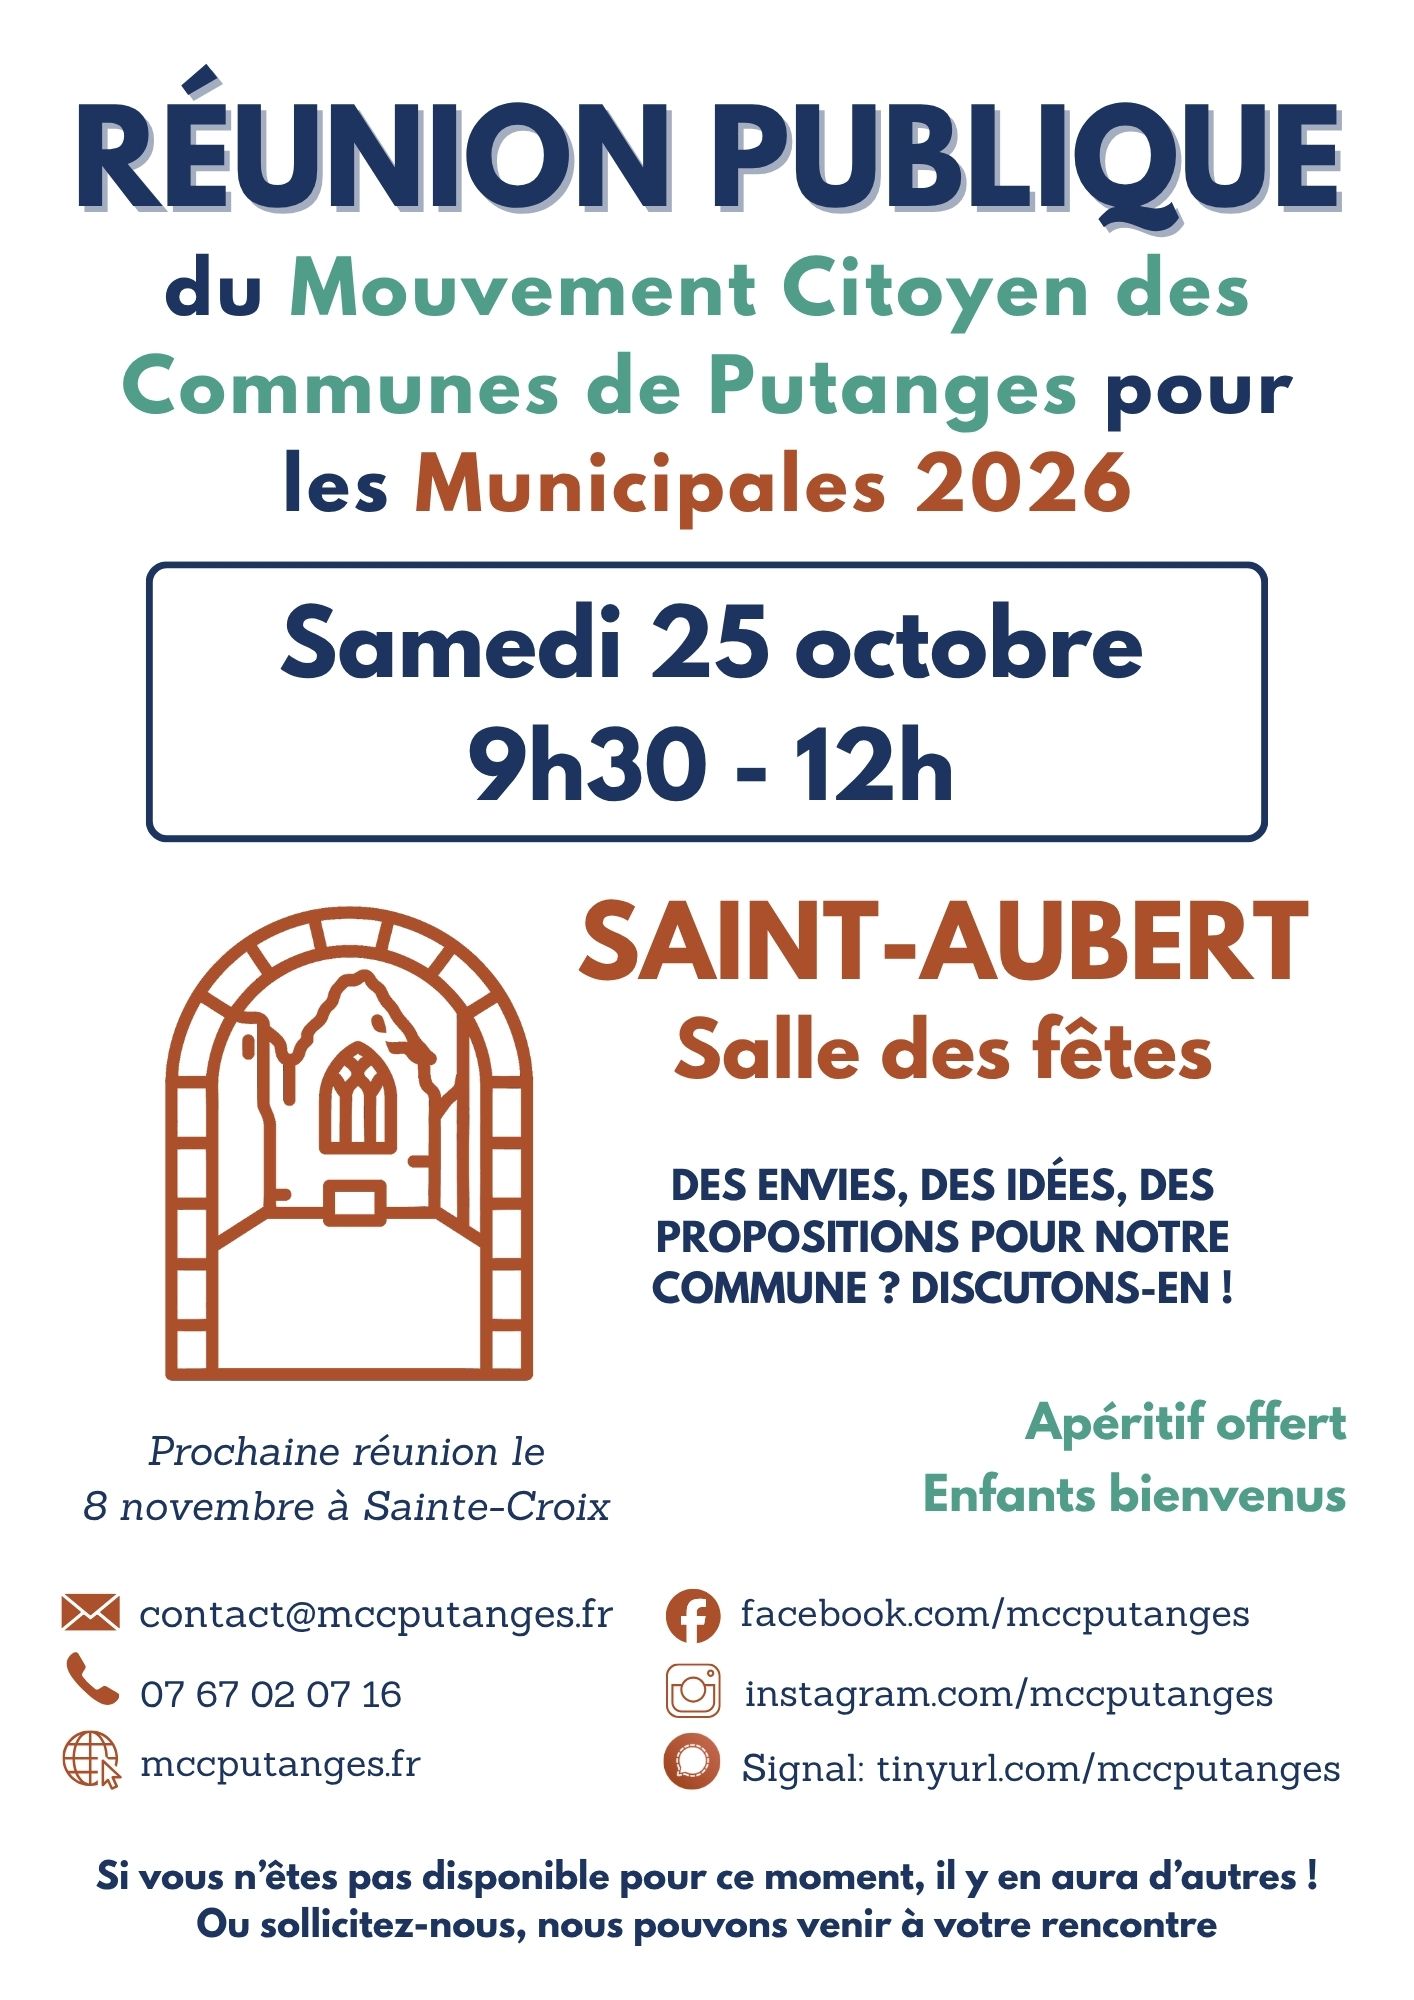 RÉUNION PUBLIQUE
du Mouvement Citoyen des
Communes de Putanges pour
les Municipales 2026
Samedi 25 octobre
9h30 - 12h
SAINT-AUBERT
Salle des fêtes
DES ENVIES, DES IDÉES, DES
PROPOSITIONS POUR NOTRE
COMMUNE ? DISCUTONS-EN !
Apéritif offert
Enfants bienvenus
Prochaine réunion le
8 novembre à Sainte-Croix
contact@mccputanges.fr
07 67 02 07 16
mccputanges.fr
facebook.com/mccputanges
instagram.com/mccputanges
Signal: tinyurl.com/mccputanges
Si vous n’êtes pas disponible pour ce moment, il y en aura d’autres !
Ou sollicitez-nous, nous pouvons venir à votre rencontre